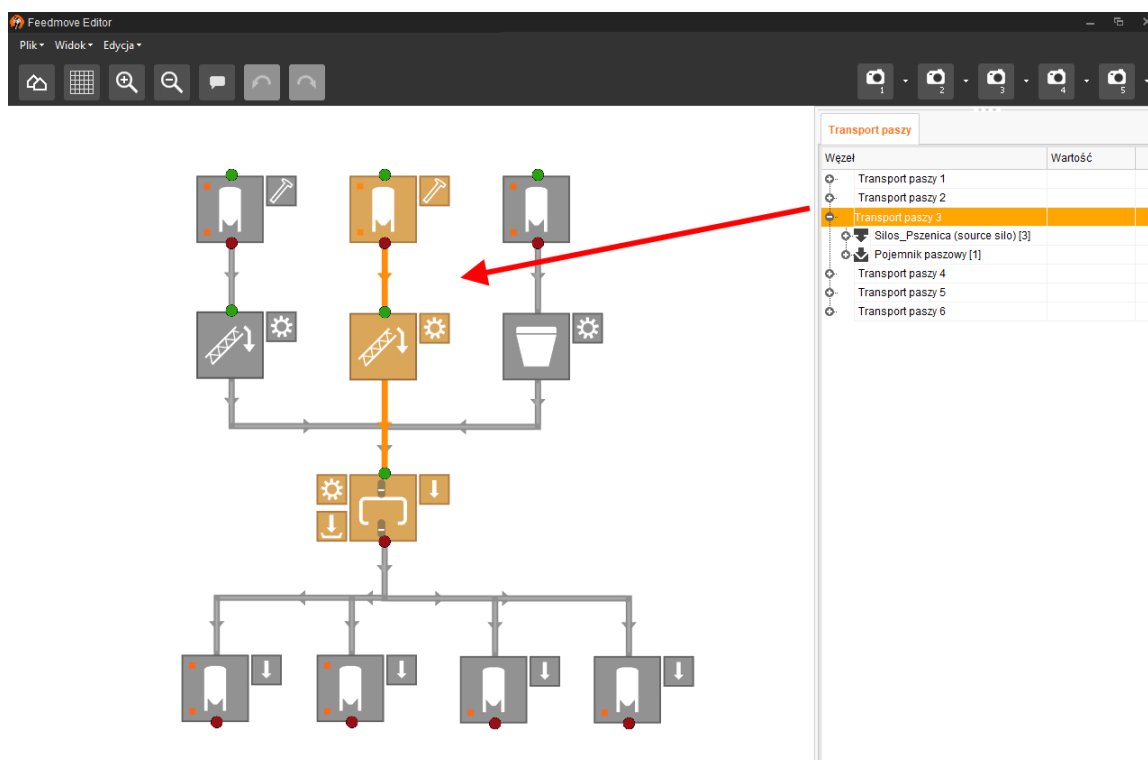 Feedmove Editor
Plik Widok Edycja
1 2 3 4 5
Transport paszy
Węzeł Wartość
Transport paszy 1
Transport paszy 2
Transport paszy 3
Silos_Pszenica (source silo) [3]
Pojemnik paszowy [1]
Transport paszy 4
Transport paszy 5
Transport paszy 6